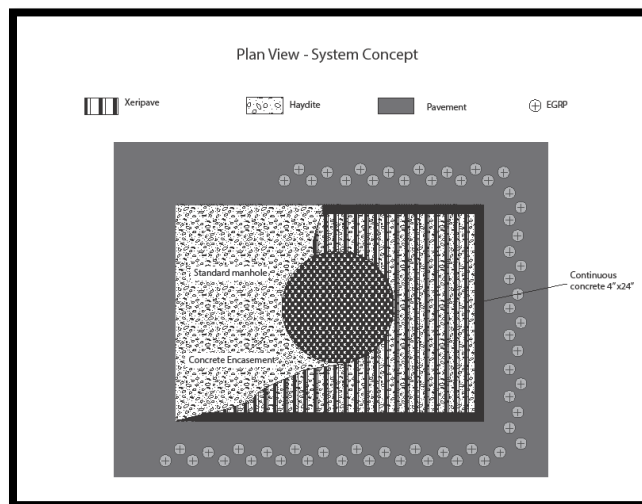 Plan View - System Concept
Xeripave
Haydite
Pavement
EGRP
Standard manhole
Continuous
concrete 4"x24"
Concrete Encasement